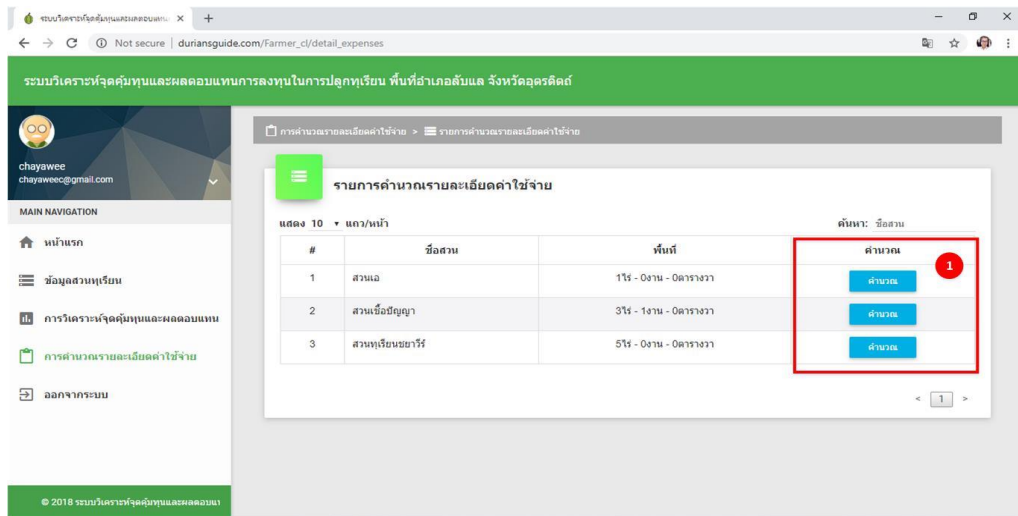 ระบบวิเคราะห์จุดคุ้มทุนและผลตอบแทน
Not secure | duriansguide.com/Farmer_cl/detail_expenses
ระบบวิเคราะห์จุดคุ้มทุนและผลตอบแทนการลงทุนในการปลูกทุเรียน พื้นที่อำเภอลับแล จังหวัดอุตรดิตถ์
chayawee
chayaweec@gmail.com
MAIN NAVIGATION
หน้าแรก
ข้อมูลสวนทุเรียน
การวิเคราะห์จุดคุ้มทุนและผลตอบแทน
การคำนวณรายละเอียดค่าใช้จ่าย
ออกจากระบบ
© 2018 ระบบวิเคราะห์จุดคุ้มทุนและผลตอบแท
การคำนวณรายละเอียดค่าใช้จ่าย > รายการคำนวณรายละเอียดค่าใช้จ่าย
รายการคำนวณรายละเอียดค่าใช้จ่าย
แสดง 10 แถว/หน้า ค้นหา: ชื่อสวน
# ชื่อสวน พื้นที่ คำนวณ
1
1 สวนเอ 1ไร่ - 0งาน - 0ตารางวา คำนวณ
2 สวนเชื้อปัญญา 3ไร่ - 1งาน - 0ตารางวา คำนวณ
3 สวนทุเรียนชยาวีร์ 5ไร่ - 0งาน - 0ตารางวา คำนวณ
< 1 >